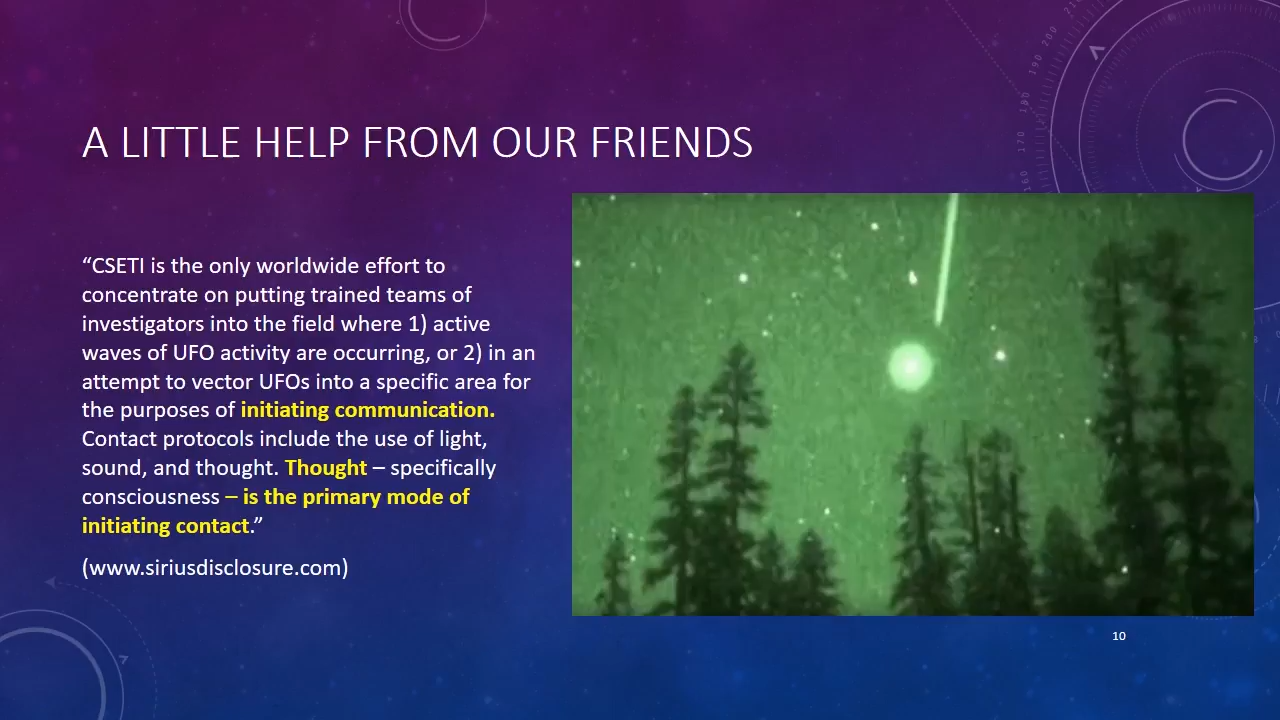 A LITTLE HELP FROM OUR FRIENDS
“CSETI is the only worldwide effort to
concentrate on putting trained teams of
investigators into the field where 1) active
waves of UFO activity are occurring, or 2) in an
attempt to vector UFOs into a specific area for
the purposes of initiating communication.
Contact protocols include the use of light,
sound, and thought. Thought – specifically
consciousness – is the primary mode of
initiating contact.”
(www.siriusdisclosure.com)
10